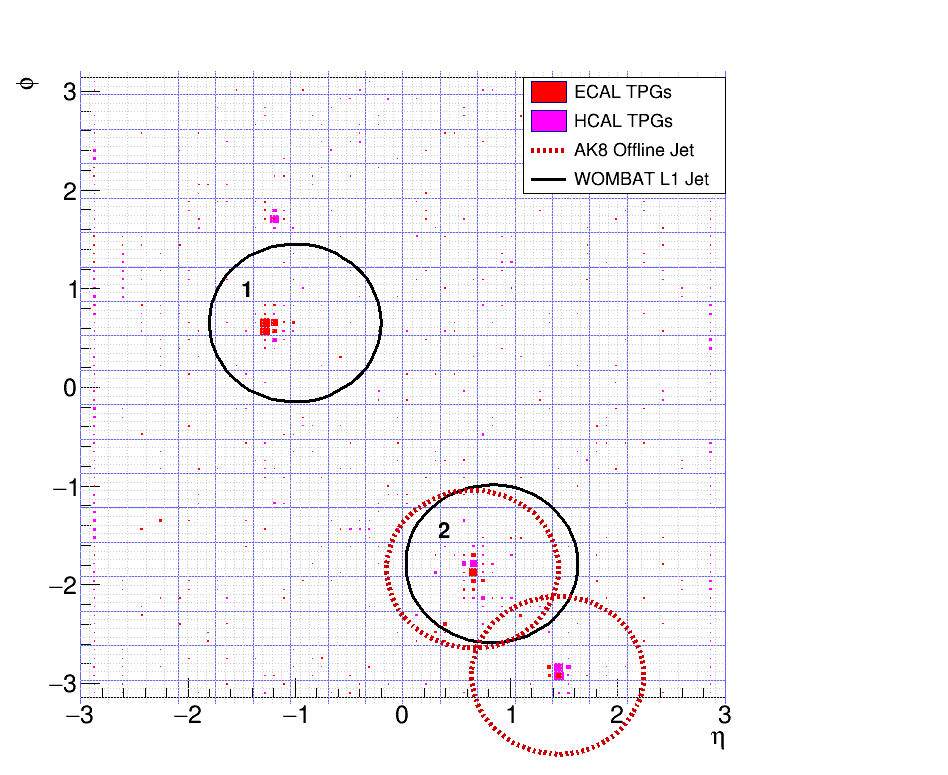 φ
3
2
1
0
−1
−2
−3
ECAL TPGs
HCAL TPGs
AK8 Offline Jet
WOMBAT L1 Jet
1
2
−3 −2 −1 0 1 2 3
η